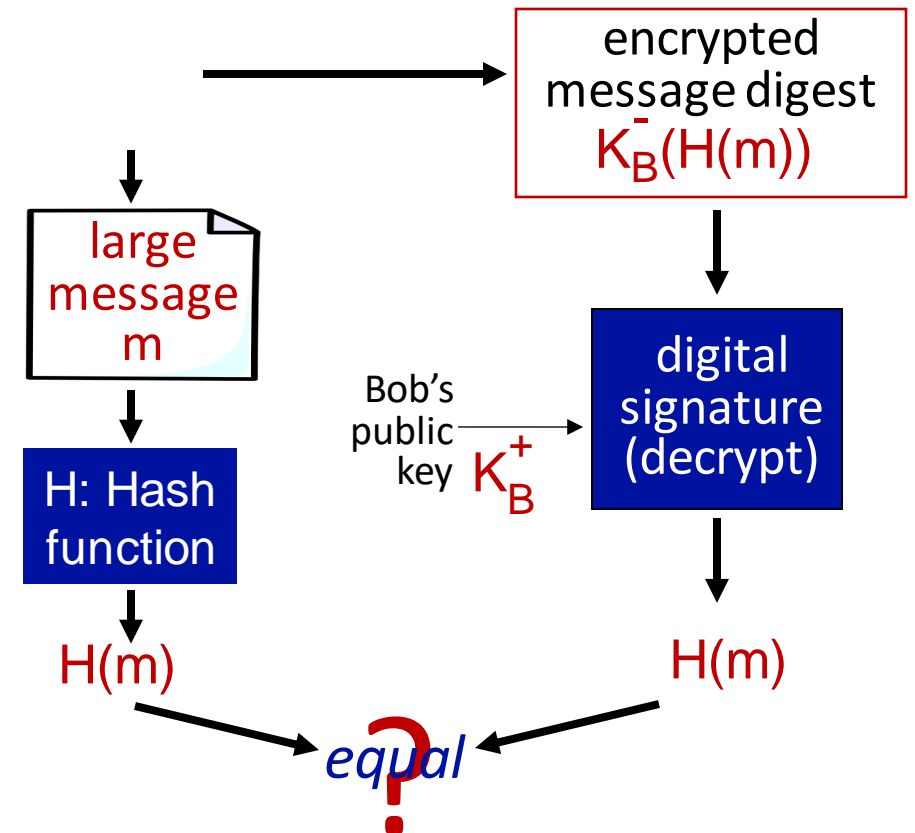 encrypted
message digest
K_B^-(H(m))
large
message
m
Bob’s
public
key K_B^+
digital
signature
(decrypt)
H: Hash
function
H(m)
H(m)
equal
?